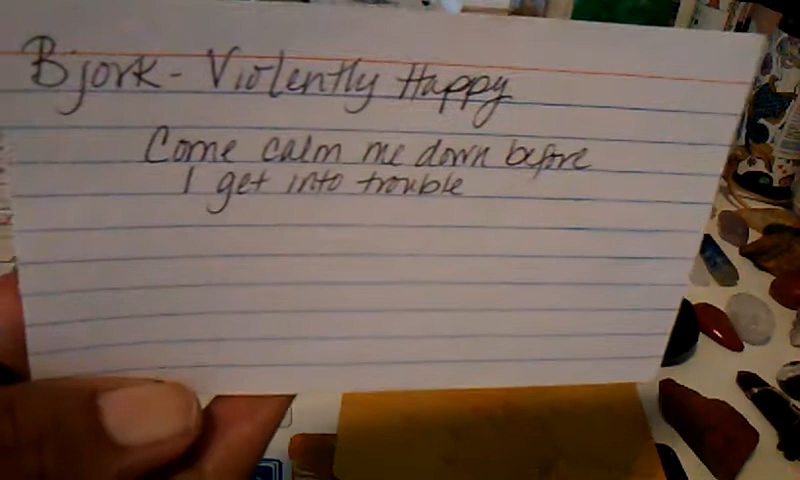 Bjork - Violently Happy
Come calm me down before
I get into trouble